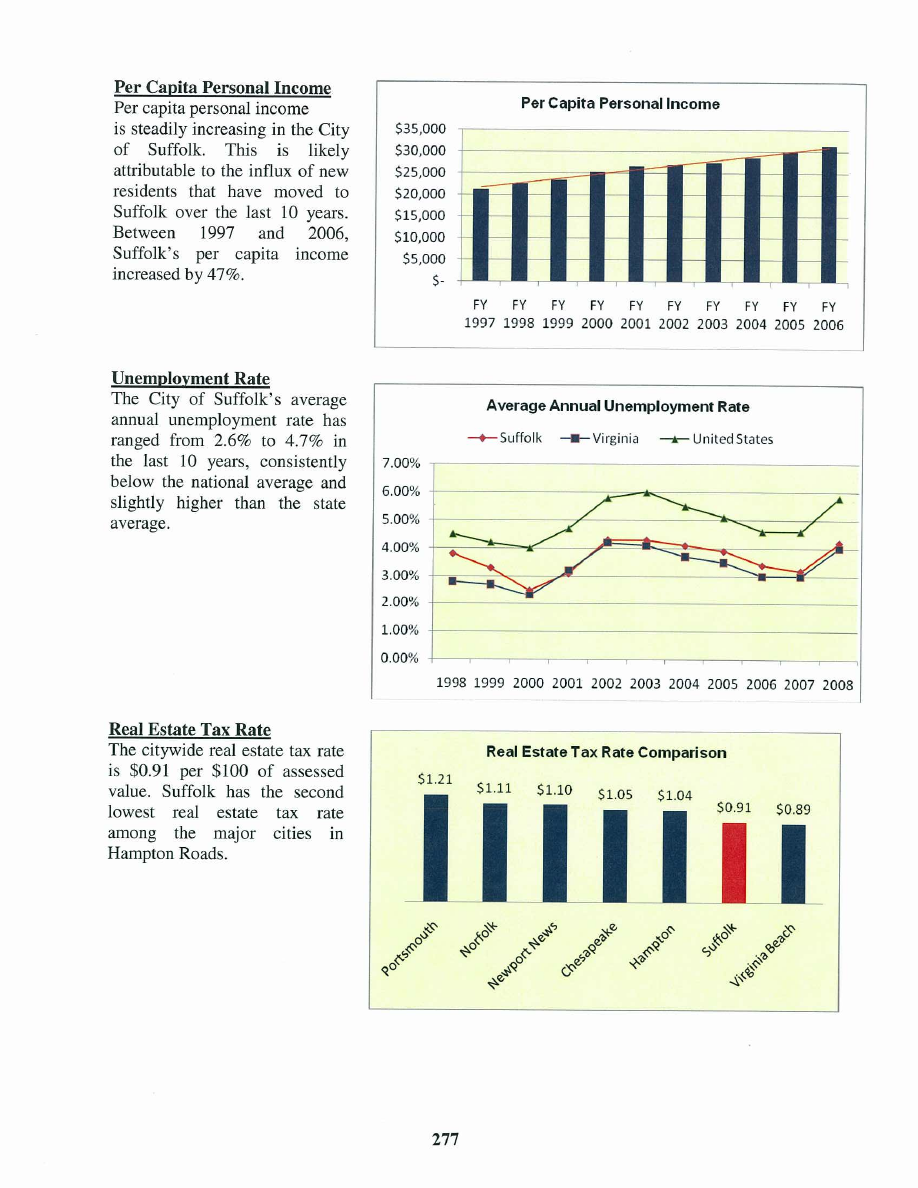 Per Capita Personal Income
Per capita personal income
is steadily increasing in the City
of Suffolk. This is likely
attributable to the influx of new
residents that have moved to
Suffolk over the last 10 years.
Between 1997 and 2006,
Suffolk's per capita income
increased by 47%.
Per Capita Personal Income
$35,000
$30,000
$25,000
$20,000
$15,000
$10,000
$5,000
$-
FY FY FY FY FY FY FY FY FY FY
1997 1998 1999 2000 2001 2002 2003 2004 2005 2006
Unemployment Rate
The City of Suffolk's average
annual unemployment rate has
ranged from 2.6% to 4.7% in
the last 10 years, consistently
below the national average and
slightly higher than the state
average.
Average Annual Unemployment Rate
Suffolk Virginia United States
7.00%
6.00%
5.00%
4.00%
3.00%
2.00%
1.00%
0.00%
1998 1999 2000 2001 2002 2003 2004 2005 2006 2007 2008
Real Estate Tax Rate
The citywide real estate tax rate
is $0.91 per $100 of assessed
value. Suffolk has the second
lowest real estate tax rate
among the major cities in
Hampton Roads.
Real Estate Tax Rate Comparison
$1.21 $1.11 $1.10 $1.05 $1.04 $0.91 $0.89
Portsmouth Norfolk Newport News Chesapeake Hampton Suffolk Virginia Beach
277